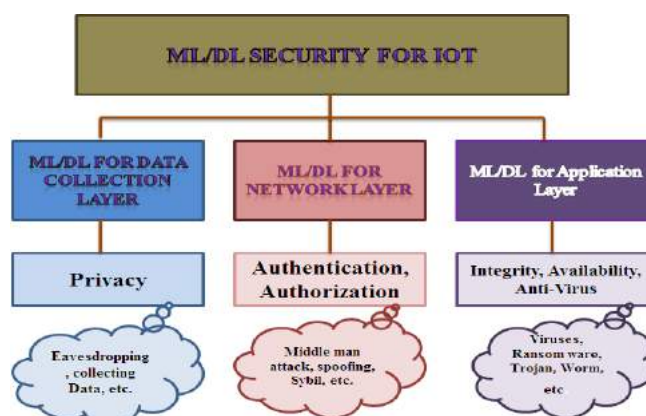 ML/DL SECURITY FOR IOT
ML/DL FOR DATA
COLLECTION
LAYER
ML/DL FOR
NETWORK LAYER
ML/DL for Application
Layer
Privacy
Authentication,
Authorization
Integrity, Availability,
Anti-Virus
Eavesdropping
, collecting
Data, etc.
Middle man
attack, spoofing,
Sybil, etc.
Viruses,
Ransom ware,
Trojan, Worm,
etc